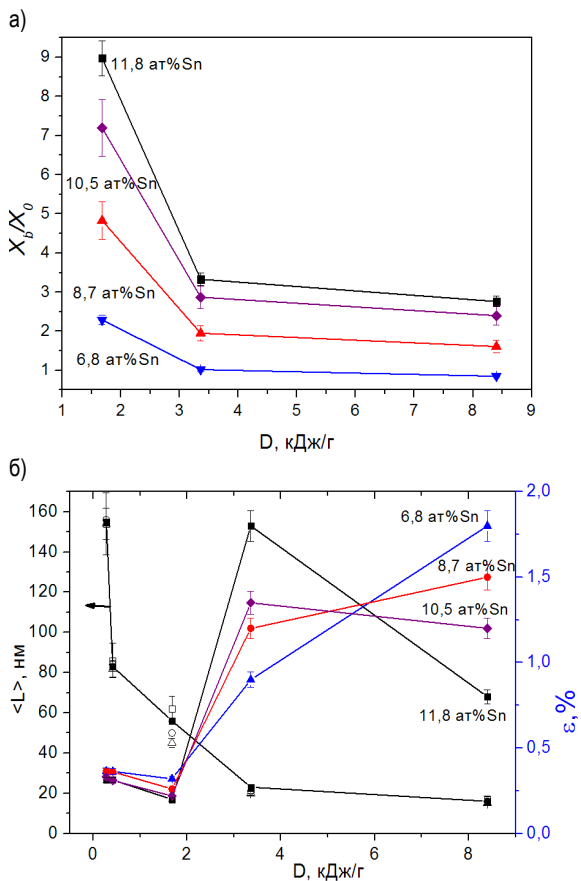 а)
9
8
7
6
5
4
3
2
1
X_b/X_0
11,8 ат%Sn
10,5 ат%Sn
8,7 ат%Sn
6,8 ат%Sn
1 2 3 4 5 6 7 8 9
D, кДж/г
б)
160
140
120
100
80
60
40
20
0
<L>, нм
6,8 ат%Sn
8,7 ат%Sn
10,5 ат%Sn
11,8 ат%Sn
2,0
1,5
1,0
0,5
0,0
ε,%
0 2 4 6 8
D, кДж/г